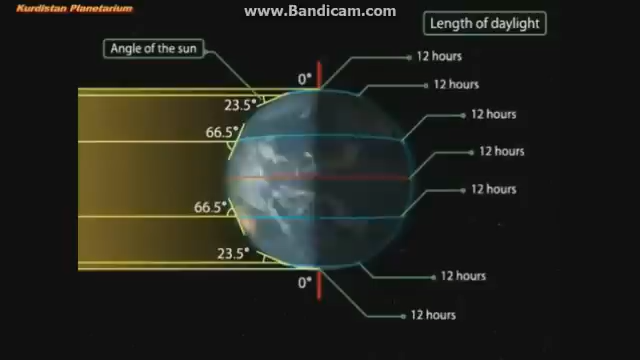 Kurdistan Planetarium
www.Bandicam.com
Length of daylight
Angle of the sun
12 hours
0°
12 hours
23.5°
12 hours
66.5°
12 hours
12 hours
66.5°
23.5°
12 hours
0°
12 hours